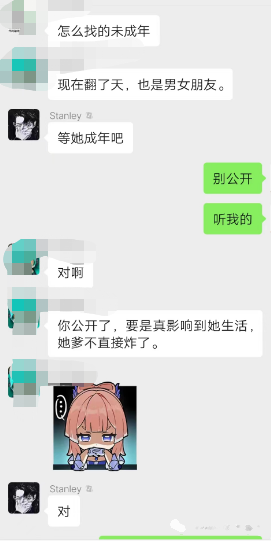 怎么找的未成年
现在翻了天，也是男女朋友。
Stanley
等她成年吧
别公开
听我的
对啊
你公开了，要是真影响到她生活，
她爹不直接炸了。
Stanley
对